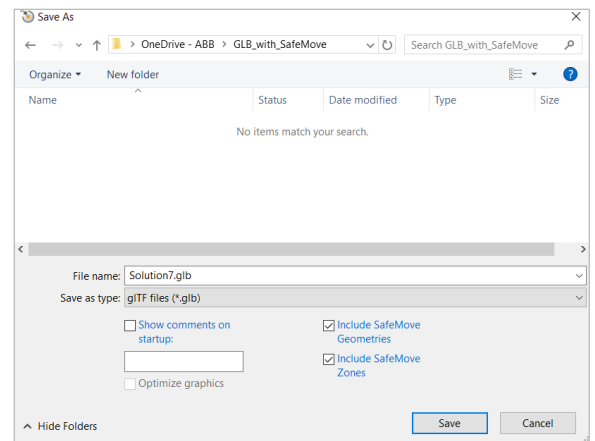 Save As
OneDrive - ABB > GLB_with_SafeMove
Search GLB_with_SafeMove
Organize
New folder
?
Name Status Date modified Type Size
No items match your search.
File name: Solution7.glb
Save as type: glTF files (*.glb)
Show comments on
startup:
Include SafeMove
Geometries
Include SafeMove
Zones
Optimize graphics
Hide Folders
Save
Cancel